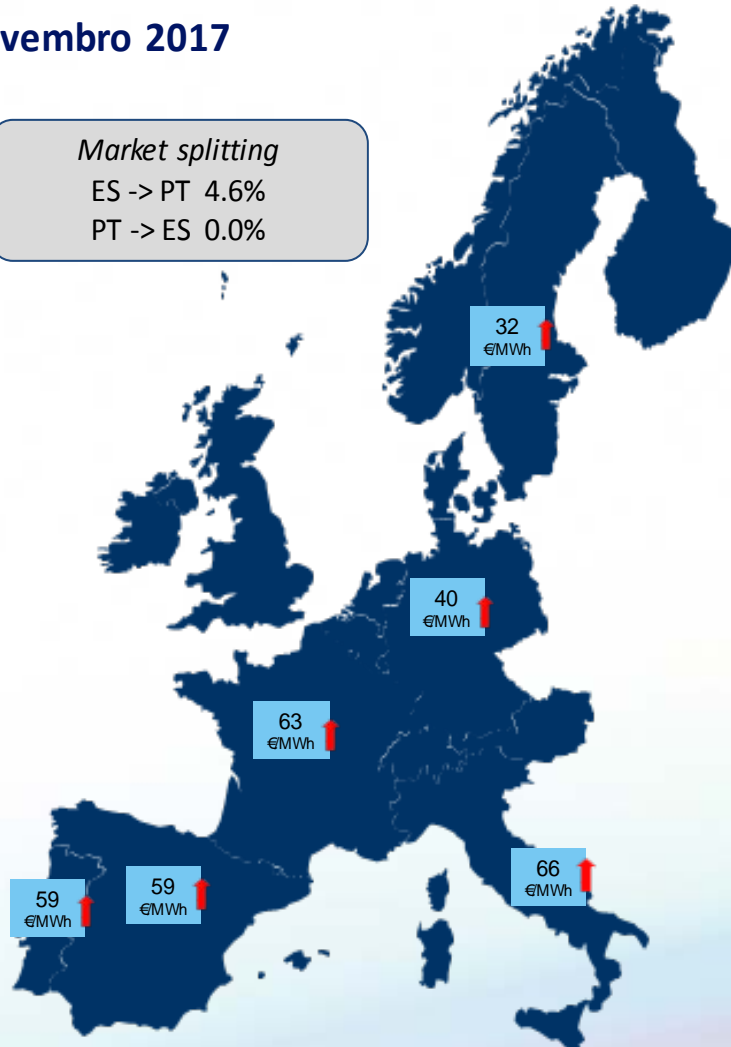 vembro 2017
Market splitting
ES -> PT 4.6%
PT -> ES 0.0%
32
€/MWh
40
€/MWh
63
€/MWh
66
€/MWh
59
€/MWh
59
€/MWh